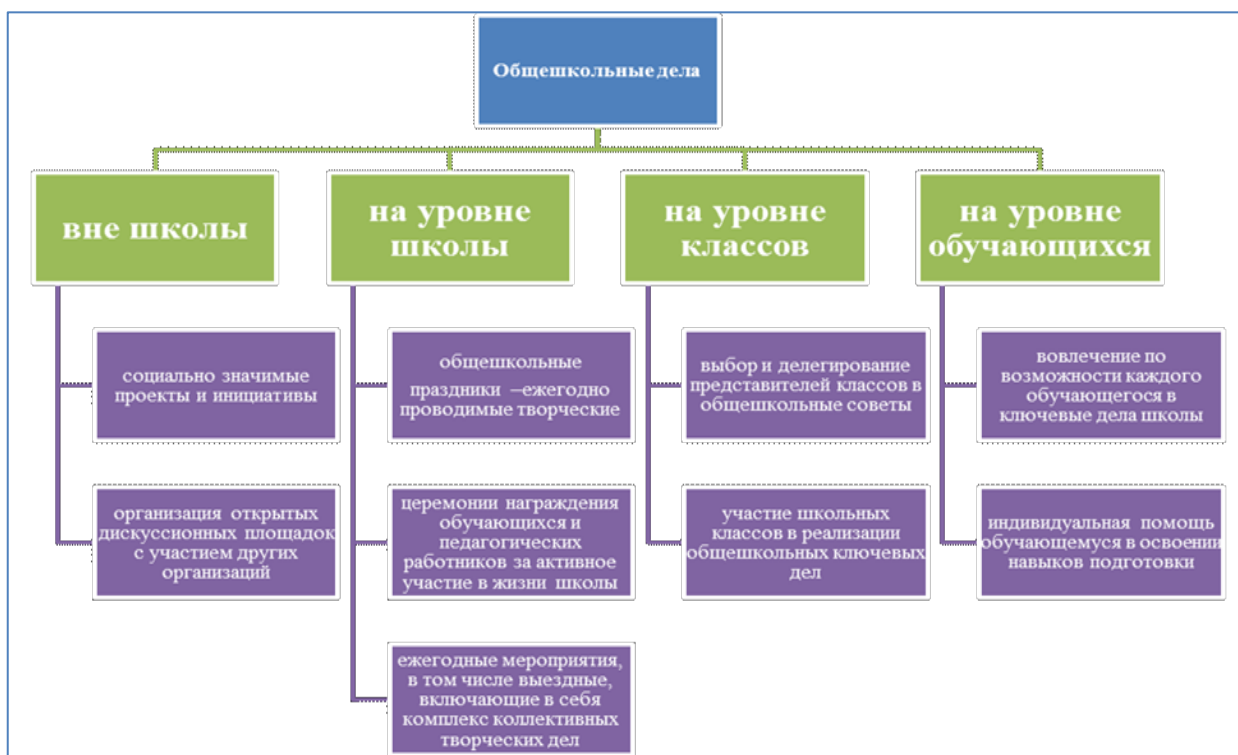 Общешкольные дела
вне школы
на уровне
школы
на уровне
классов
на уровне
обучающихся
социально значимые
проекты и инициативы
организация открытых
дискуссионных площадок
с участием других
организаций
общешкольные
праздники –ежегодно
проводимые творческие
церемонии награждения
обучающихся и
педагогических
работников за активное
участие в жизни школы
ежегодные мероприятия,
в том числе выездные,
включающие в себя
комплекс коллективных
творческих дел
выбор и делегирование
представителей классов в
общешкольные советы
участие школьных
классов в реализации
общешкольных ключевых
дел
вовлечение по
возможности каждого
обучающегося в
ключевые дела школы
индивидуальная помощь
обучающемуся в освоении
навыков подготовки